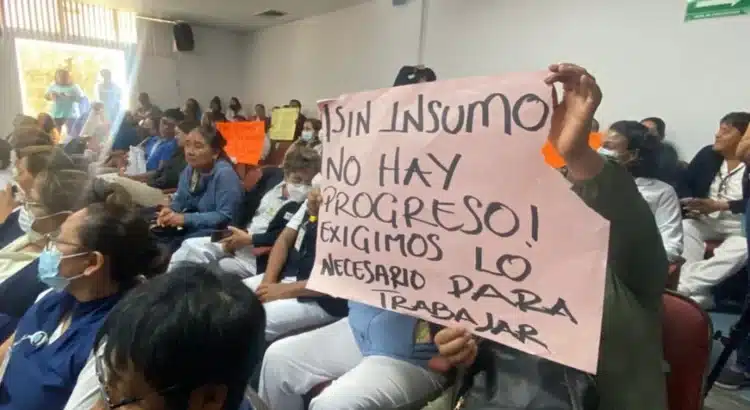 ¡SIN INSUMO
NO HAY
PROGRESO!
EXIGIMOS LO
NECESARIO PARA
TRABAJAR